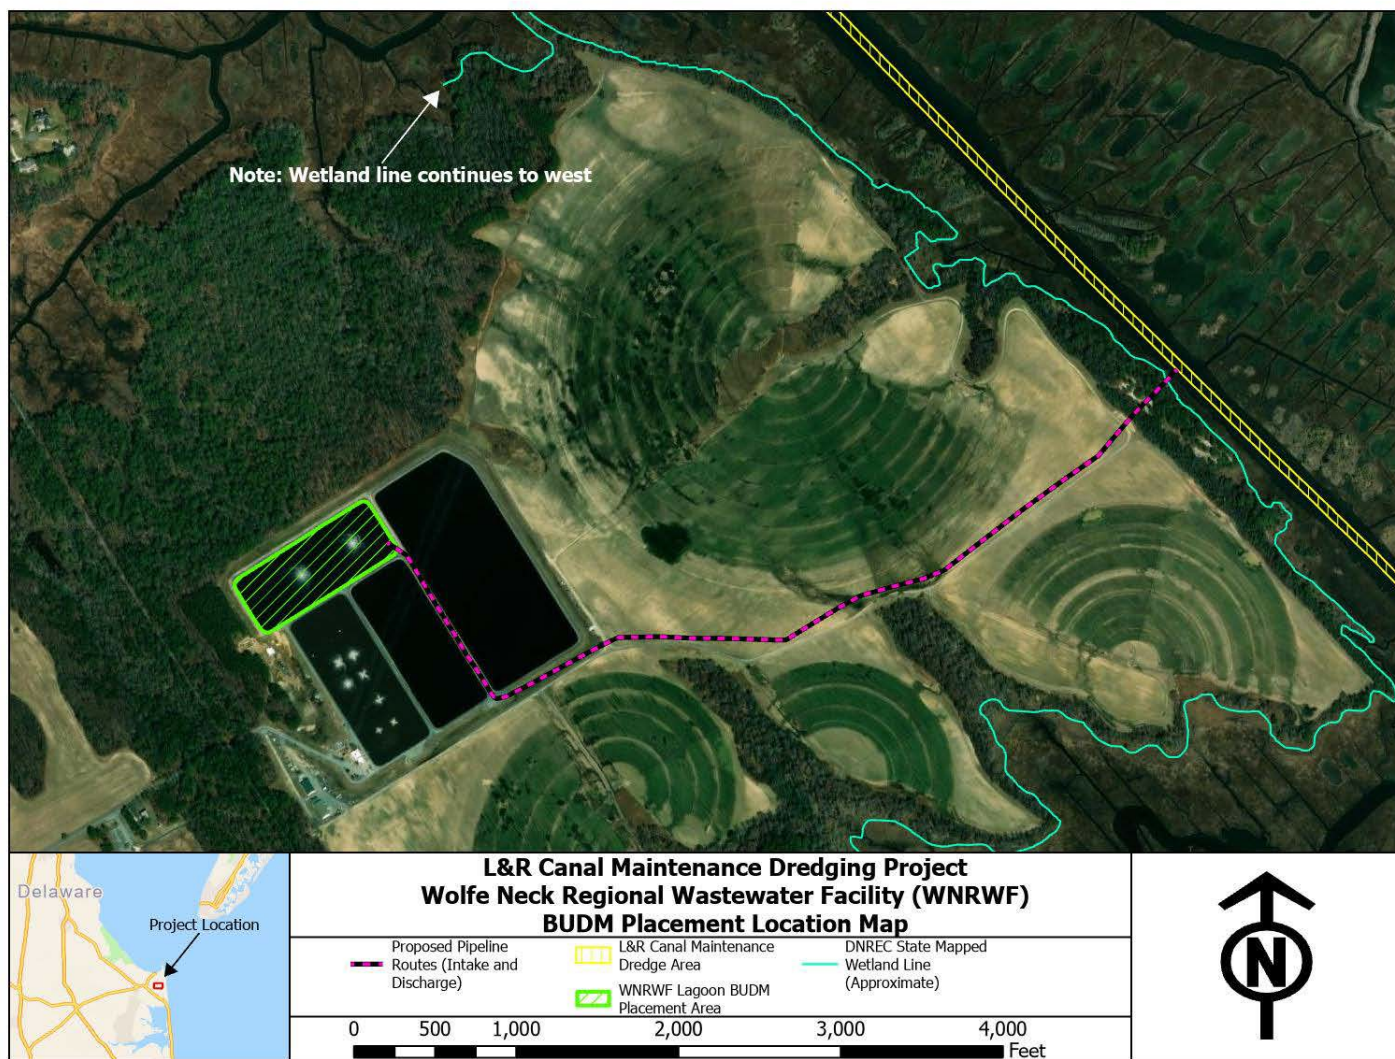 Note: Wetland line continues to west
Delaware
Project Location
L&R Canal Maintenance Dredging Project
Wolfe Neck Regional Wastewater Facility (WNRWF)
BUDM Placement Location Map
Proposed Pipeline
Routes (Intake and
Discharge)
L&R Canal Maintenance
Dredge Area
WNRWF Lagoon BUDM
Placement Area
DNREC State Mapped
Wetland Line
(Approximate)
0 500 1,000 2,000 3,000 4,000
Feet
N